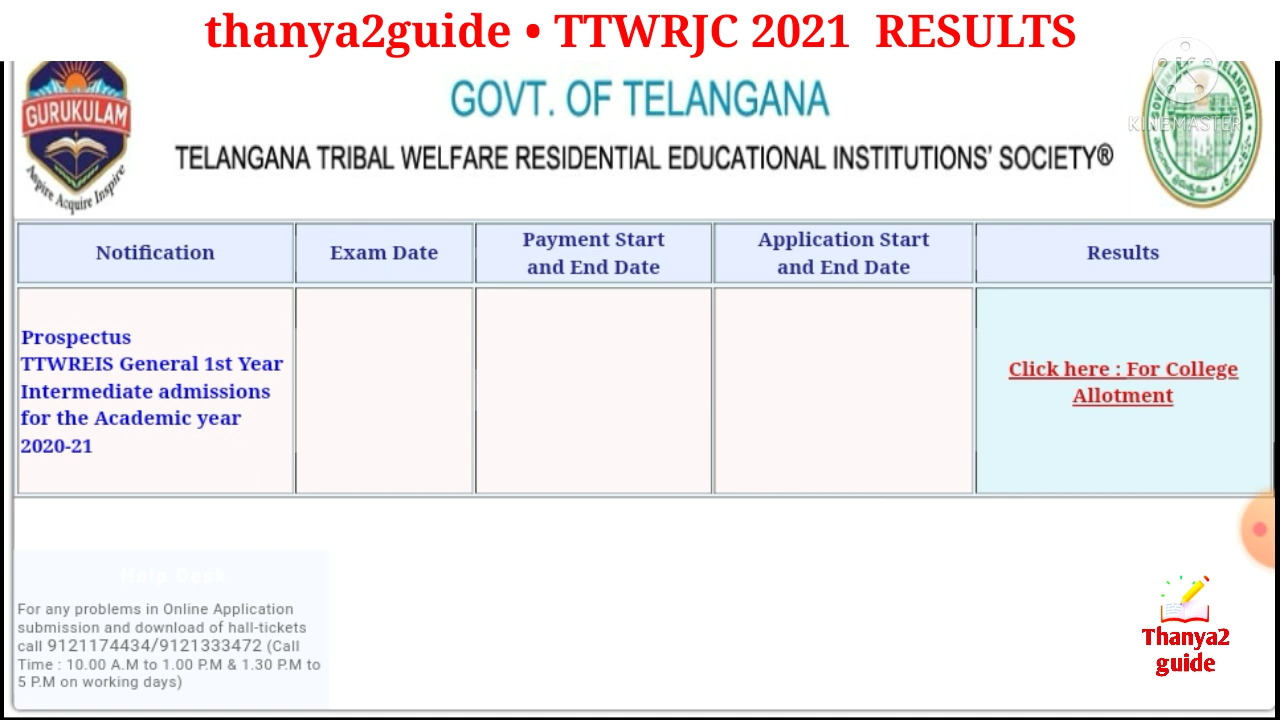 thanya2guide • TTWRJC 2021 RESULTS
GURUKULAM
Aspire Acquire Inspire
GOVT. OF TELANGANA
TELANGANA TRIBAL WELFARE RESIDENTIAL EDUCATIONAL INSTITUTIONS' SOCIETY®
KINEMASTER
Notification
Exam Date
Payment Start
and End Date
Application Start
and End Date
Results
Prospectus
TTWREIS General 1st Year
Intermediate admissions
for the Academic year
2020-21
Click here : For College
Allotment
Help Desk
For any problems in Online Application
submission and download of hall-tickets
call 9121174434/9121333472 (Call
Time : 10.00 A.M to 1.00 P.M & 1.30 P.M to
5 P.M on working days)
Thanya2
guide